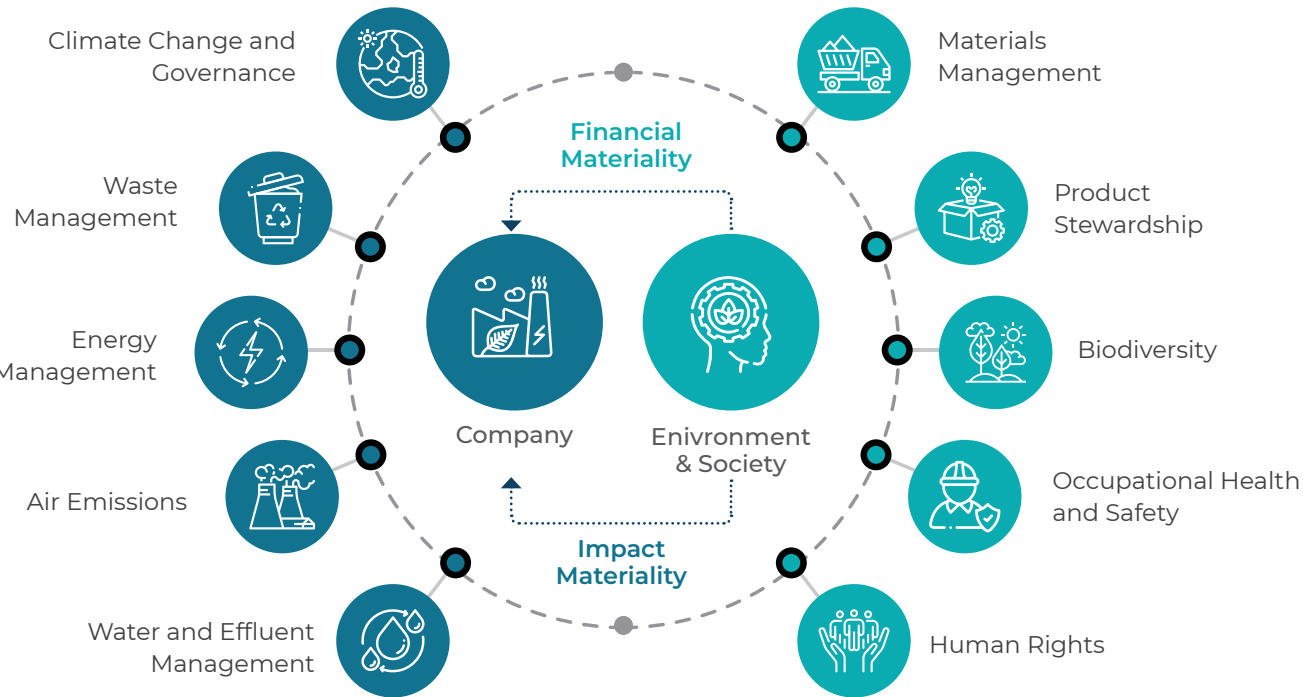 Climate Change and
Governance
Waste
Management
Energy
Management
Air Emissions
Water and Effluent
Management
Financial
Materiality
Company
Enivronment
& Society
Impact
Materiality
Materials
Management
Product
Stewardship
Biodiversity
Occupational Health
and Safety
Human Rights